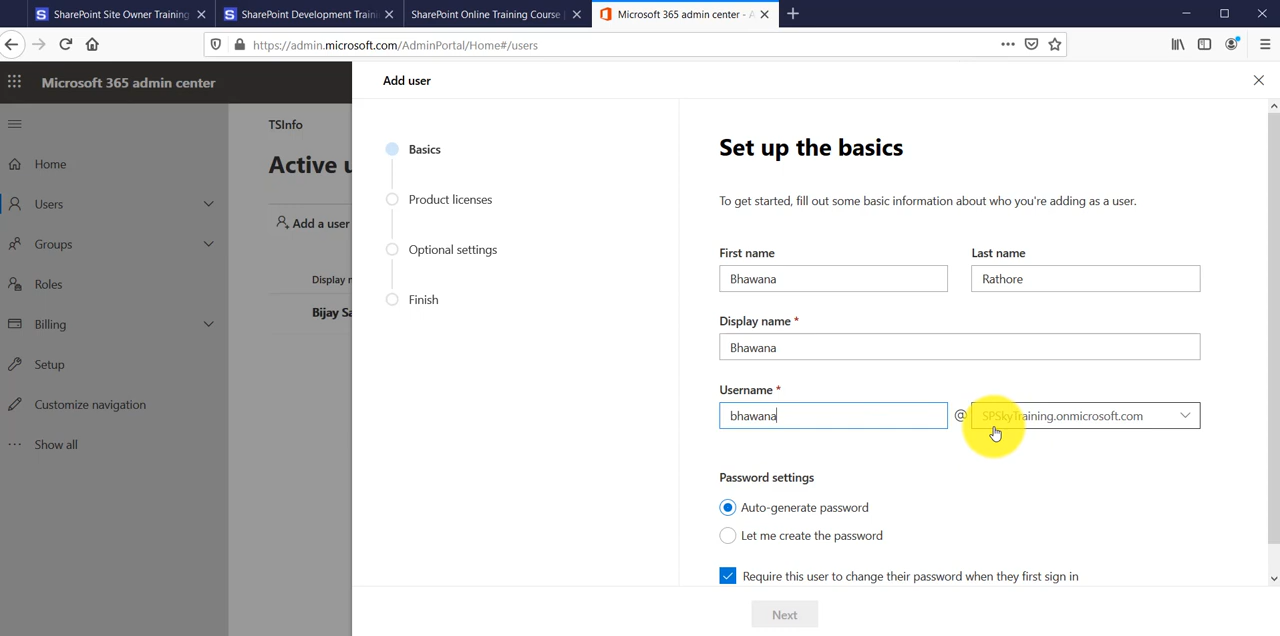 SharePoint Site Owner Training
SharePoint Development Traini
SharePoint Online Training Course
Microsoft 365 admin center - A
https://admin.microsoft.com/AdminPortal/Home#/users
Microsoft 365 admin center
Home
Users
Groups
Roles
Billing
Setup
Customize navigation
Show all
TSInfo
Active u
Add a user
Display n
Bijay Sa
Add user
Basics
Product licenses
Optional settings
Finish
Set up the basics
To get started, fill out some basic information about who you're adding as a user.
First name
Last name
Bhawana
Rathore
Display name *
Bhawana
Username *
bhawana @ SPSkyTraining.onmicrosoft.com
Password settings
Auto-generate password
Let me create the password
Require this user to change their password when they first sign in
Next